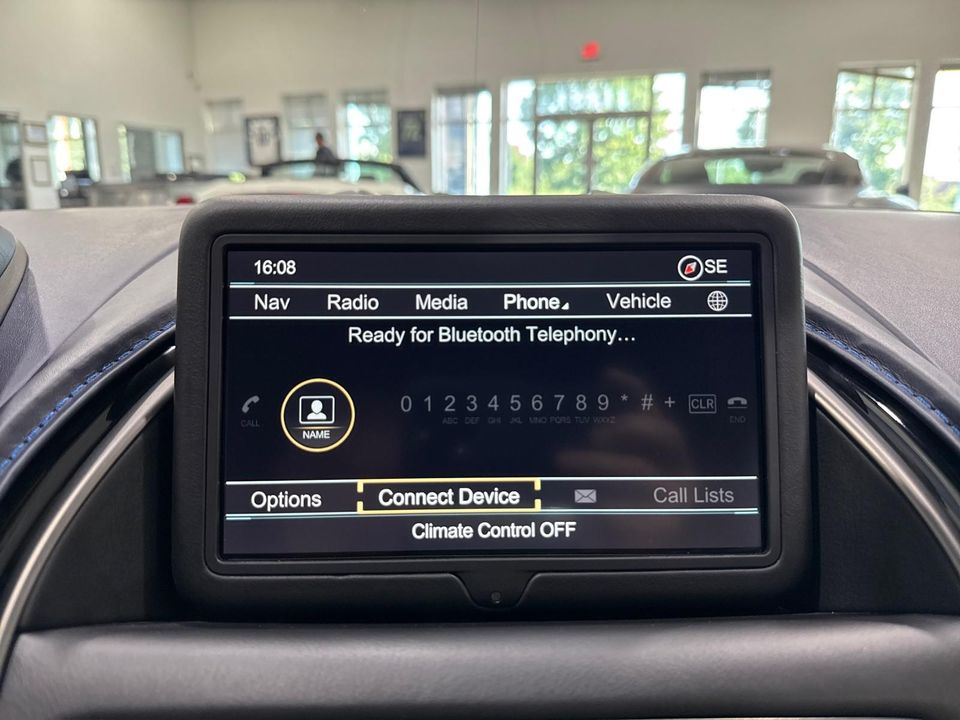 16:08 SE
Nav Radio Media Phone Vehicle
Ready for Bluetooth Telephony...
0 1 2 3 4 5 6 7 8 9 * # + CLR
CALL ABC DEF GHI JKL MNO PQRS TUV WXYZ END
NAME
Options Connect Device Call Lists
Climate Control OFF